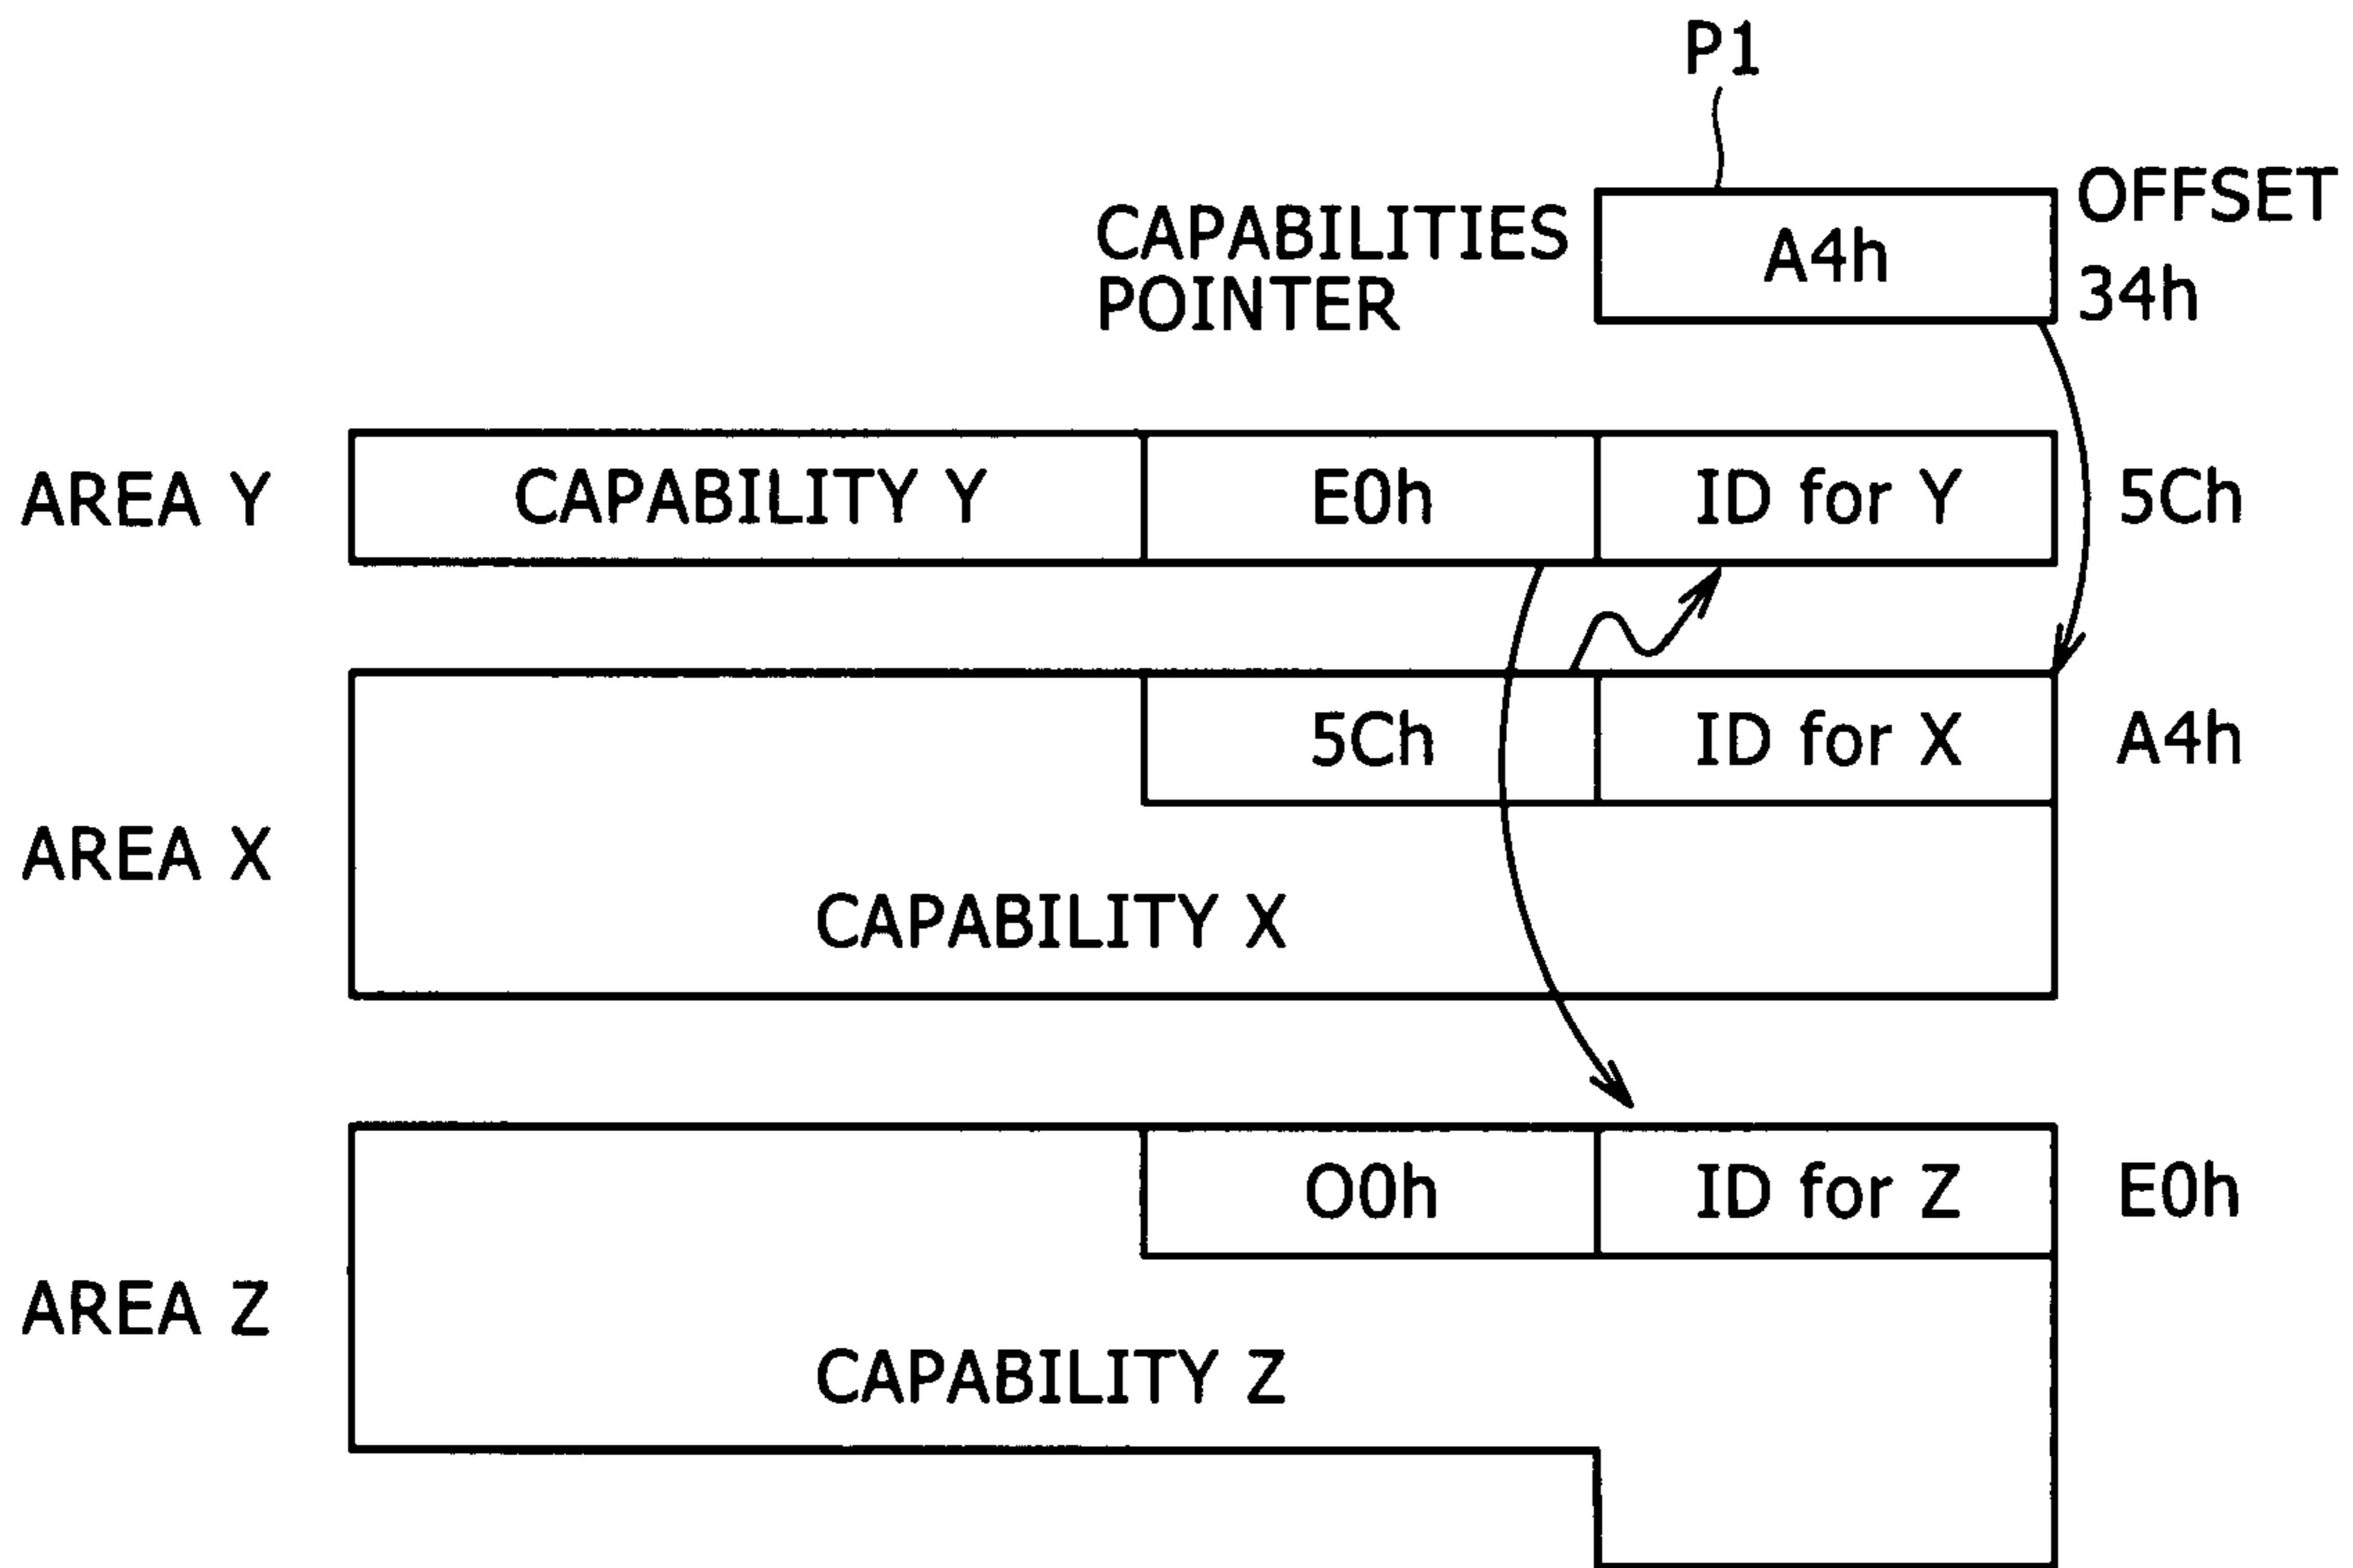 P1
CAPABILITIES
POINTER
A4h
OFFSET
34h
AREA Y
CAPABILITY Y
E0h
ID for Y
5Ch
5Ch
ID for X
A4h
AREA X
CAPABILITY X
O0h
ID for Z
E0h
AREA Z
CAPABILITY Z